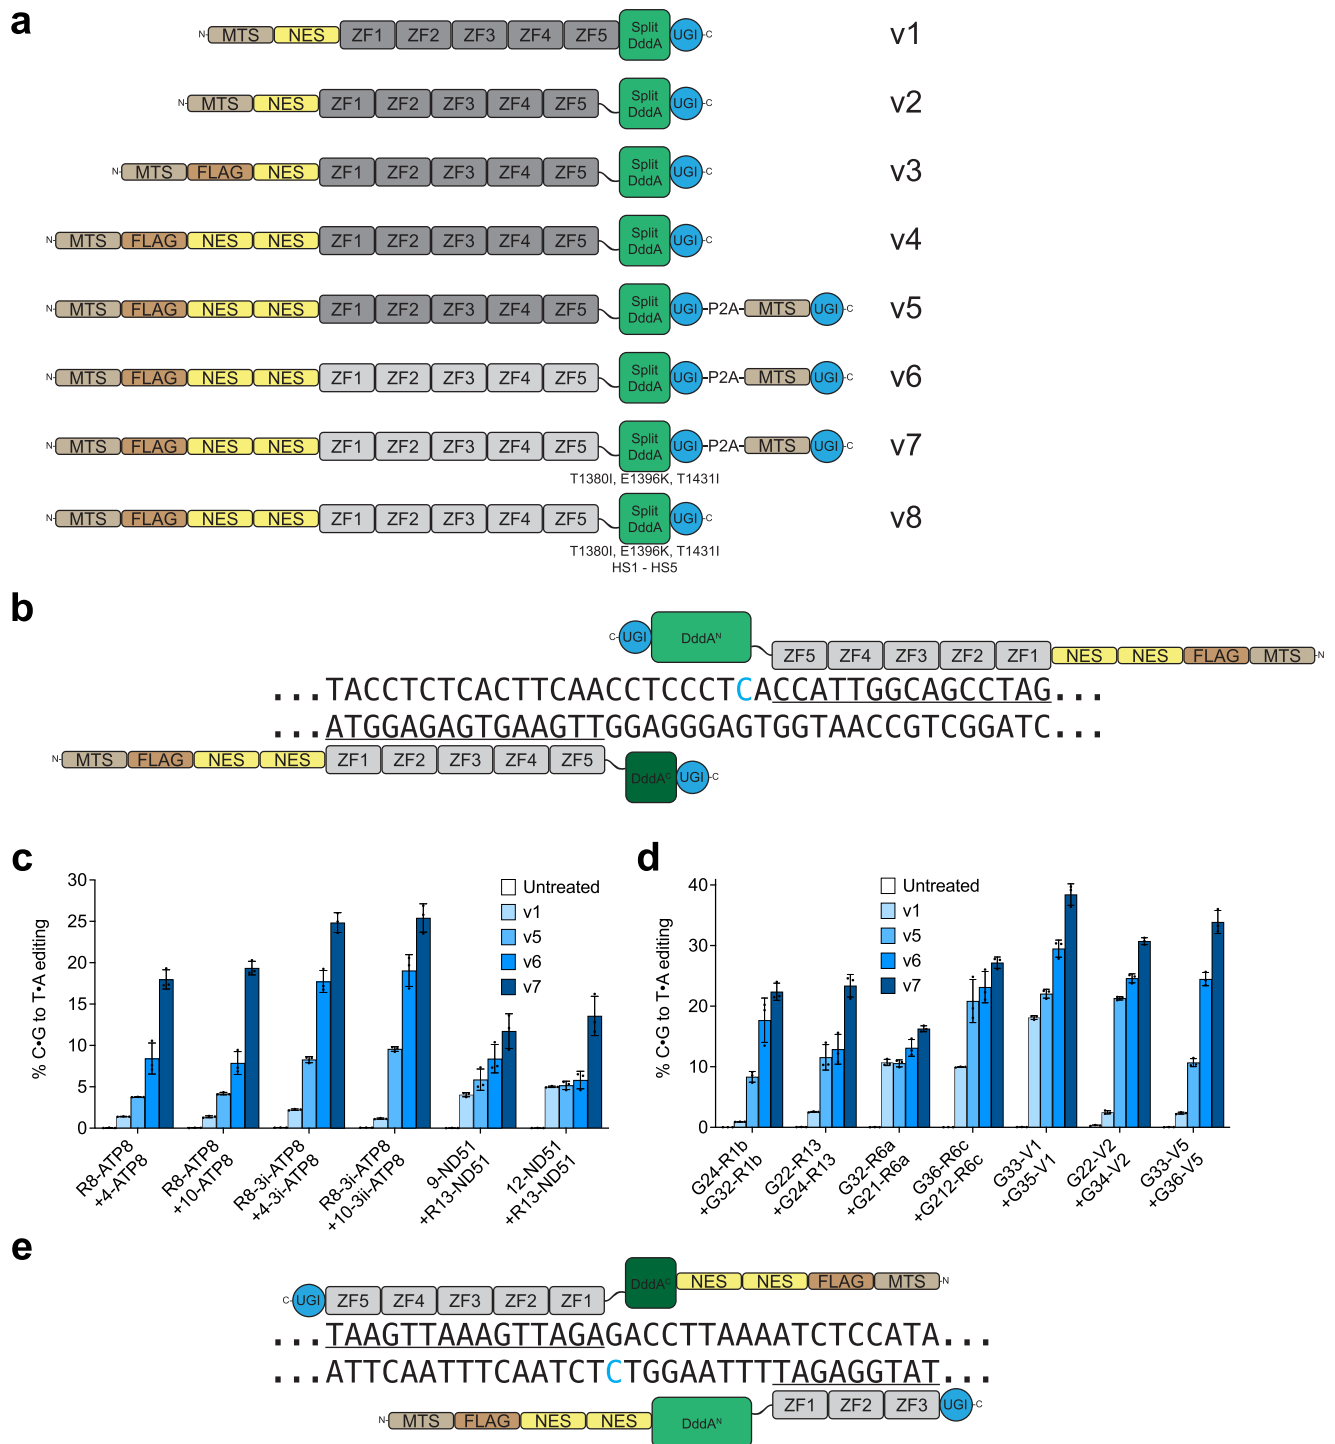 a
N- MTS NES ZF1 ZF2 ZF3 ZF4 ZF5 Split DddA UGI -C v1
N- MTS NES ZF1 ZF2 ZF3 ZF4 ZF5 Split DddA UGI -C v2
N- MTS FLAG NES ZF1 ZF2 ZF3 ZF4 ZF5 Split DddA UGI -C v3
N- MTS FLAG NES NES ZF1 ZF2 ZF3 ZF4 ZF5 Split DddA UGI -C v4
N- MTS FLAG NES NES ZF1 ZF2 ZF3 ZF4 ZF5 Split DddA UGI -P2A- MTS UGI -C v5
N- MTS FLAG NES NES ZF1 ZF2 ZF3 ZF4 ZF5 Split DddA UGI -P2A- MTS UGI -C v6
N- MTS FLAG NES NES ZF1 ZF2 ZF3 ZF4 ZF5 Split DddA UGI -P2A- MTS UGI -C v7
T1380I, E1396K, T1431I
N- MTS FLAG NES NES ZF1 ZF2 ZF3 ZF4 ZF5 Split DddA UGI -C v8
T1380I, E1396K, T1431I
HS1 - HS5
b
C- UGI DddAᴺ ZF5 ZF4 ZF3 ZF2 ZF1 NES NES FLAG MTS -N
...TACCTCTCACTTCAACCTCCCTCACCATTGGCAGCCTAG...
...ATGGAGAGTGAAGTTGGAGGGAGTGGTAACCGTCGGATC...
N- MTS FLAG NES NES ZF1 ZF2 ZF3 ZF4 ZF5 DddAᶜ UGI -C
c
% C•G to T•A editing
30
25
20
15
10
5
0
Untreated
v1
v5
v6
v7
R8-ATP8
+4-ATP8
R8-ATP8
+10-ATP8
R8-3i-ATP8
+4-3i-ATP8
R8-3i-ATP8
+10-3ii-ATP8
9-ND51
+R13-ND51
12-ND51
+R13-ND51
d
% C•G to T•A editing
40
30
20
10
0
Untreated
v1
v5
v6
v7
G24-R1b
+G32-R1b
G22-R13
+G24-R13
G32-R6a
+G21-R6a
G36-R6c
+G212-R6c
G33-V1
+G35-V1
G22-V2
+G34-V2
G33-V5
+G36-V5
e
C- UGI ZF5 ZF4 ZF3 ZF2 ZF1 DddAᶜ NES NES FLAG MTS -N
...TAAGTTAAAGTTAGAGACCTTAAAATCTCCATA...
...ATTCAATTTCAATCTCTGGAATTTTAGAGGTAT...
N- MTS FLAG NES NES DddAᴺ ZF1 ZF2 ZF3 UGI -C